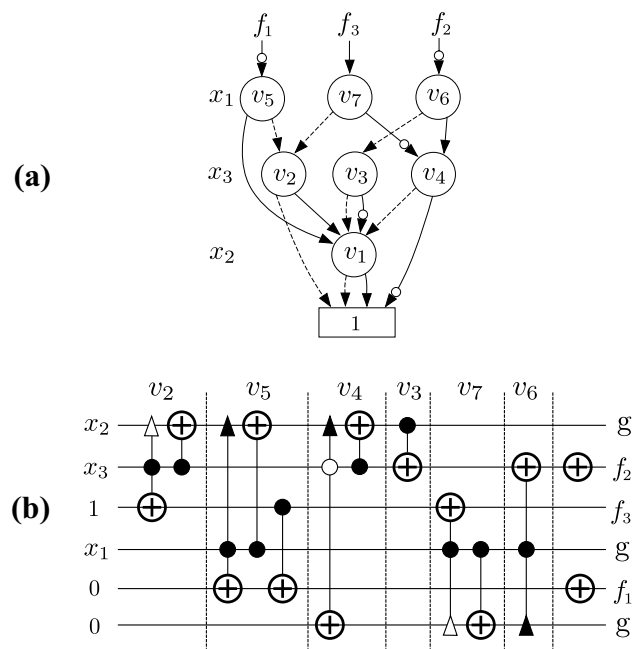 f₁ f₃ f₂
x₁ v₅ v₇ v₆
(a) x₃ v₂ v₃ v₄
x₂ v₁
1
v₂ v₅ v₄ v₃ v₇ v₆
x₂ g
x₃ f₂
(b) 1 f₃
x₁ g
0 f₁
0 g